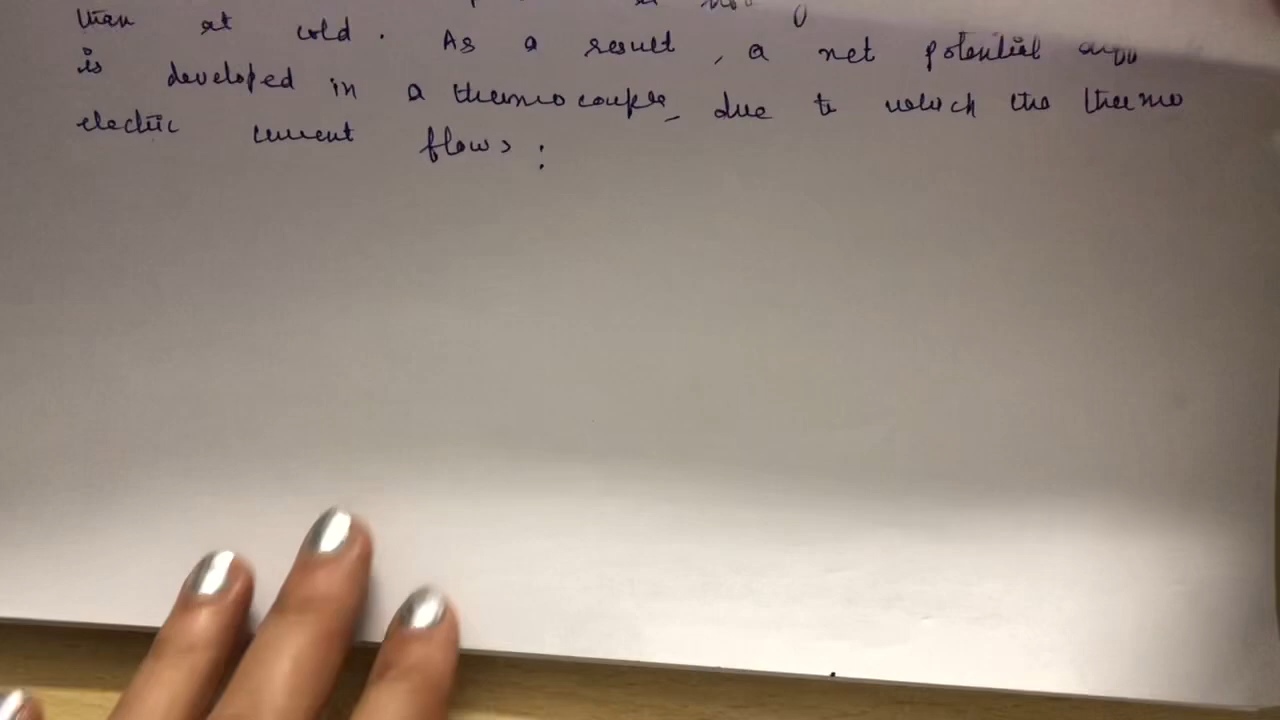 than at cold. As a result, a net potential
is developed in a thermocouple, due to which the thermo
electric current flows: